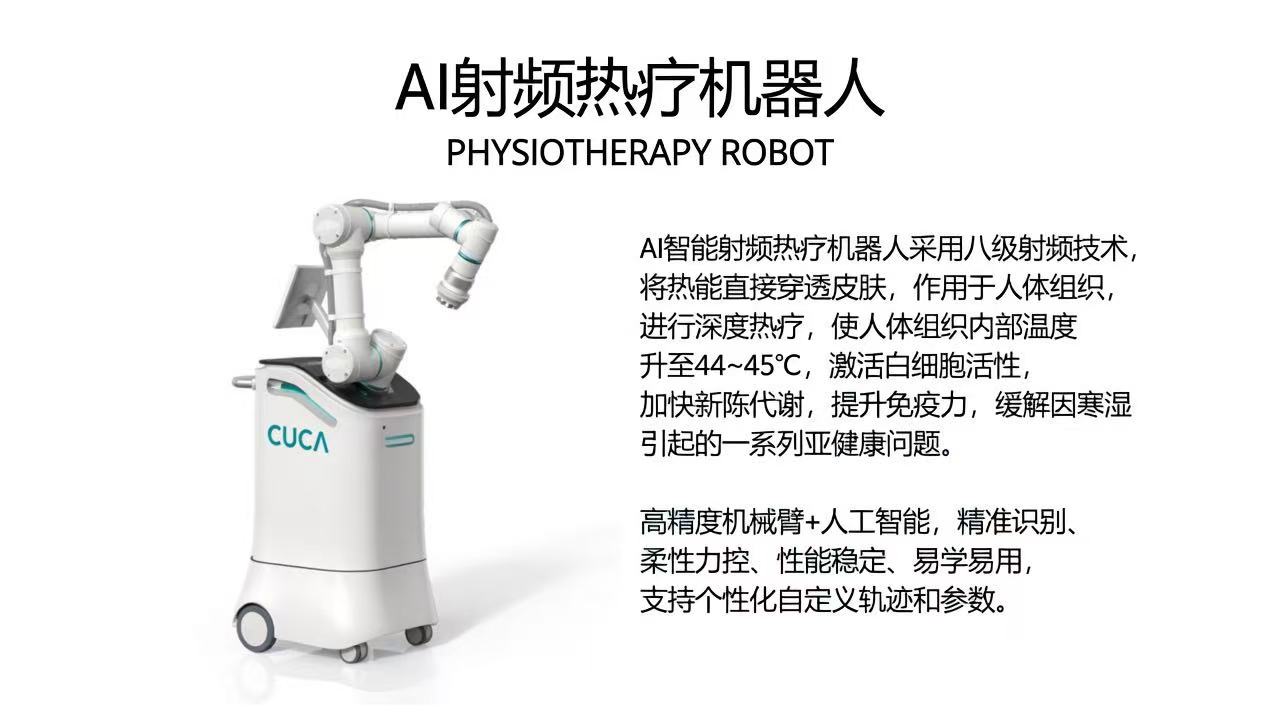 AI射频热疗机器人
PHYSIOTHERAPY ROBOT
AI智能射频热疗机器人采用八级射频技术，
将热能直接穿透皮肤，作用于人体组织，
进行深度热疗，使人体组织内部温度
升至44~45℃，激活白细胞活性，
加快新陈代谢，提升免疫力，缓解因寒湿
引起的一系列亚健康问题。
高精度机械臂+人工智能，精准识别、
柔性力控、性能稳定、易学易用，
支持个性化自定义轨迹和参数。
CUCA